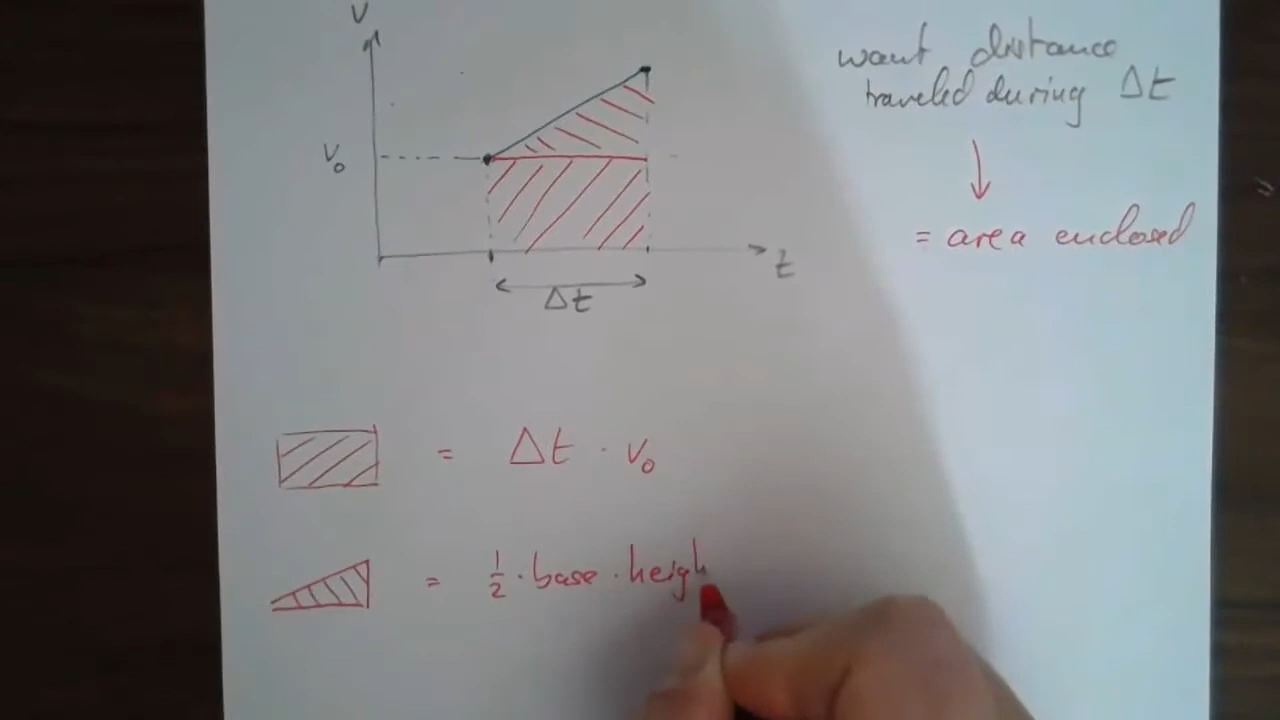 v
v₀
t
Δt
want distance
traveled during Δt
= area enclosed
= Δt · v₀
= 1/2 · base · heigh